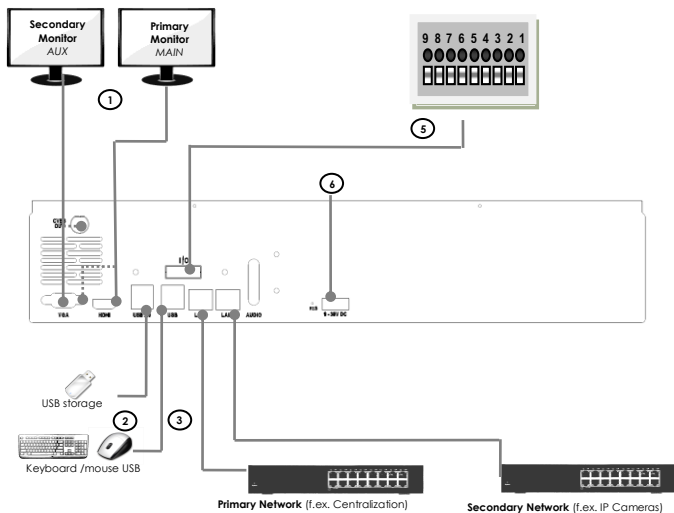 Secondary
Monitor
AUX
Primary
Monitor
MAIN
9 8 7 6 5 4 3 2 1
1
5
6
I/O
VGA
HDMI
USB
AUDIO
9 - 36V DC
USB storage
2
3
Keyboard /mouse USB
Primary Network (f.ex. Centralization)
Secondary Network (f.ex. IP Cameras)